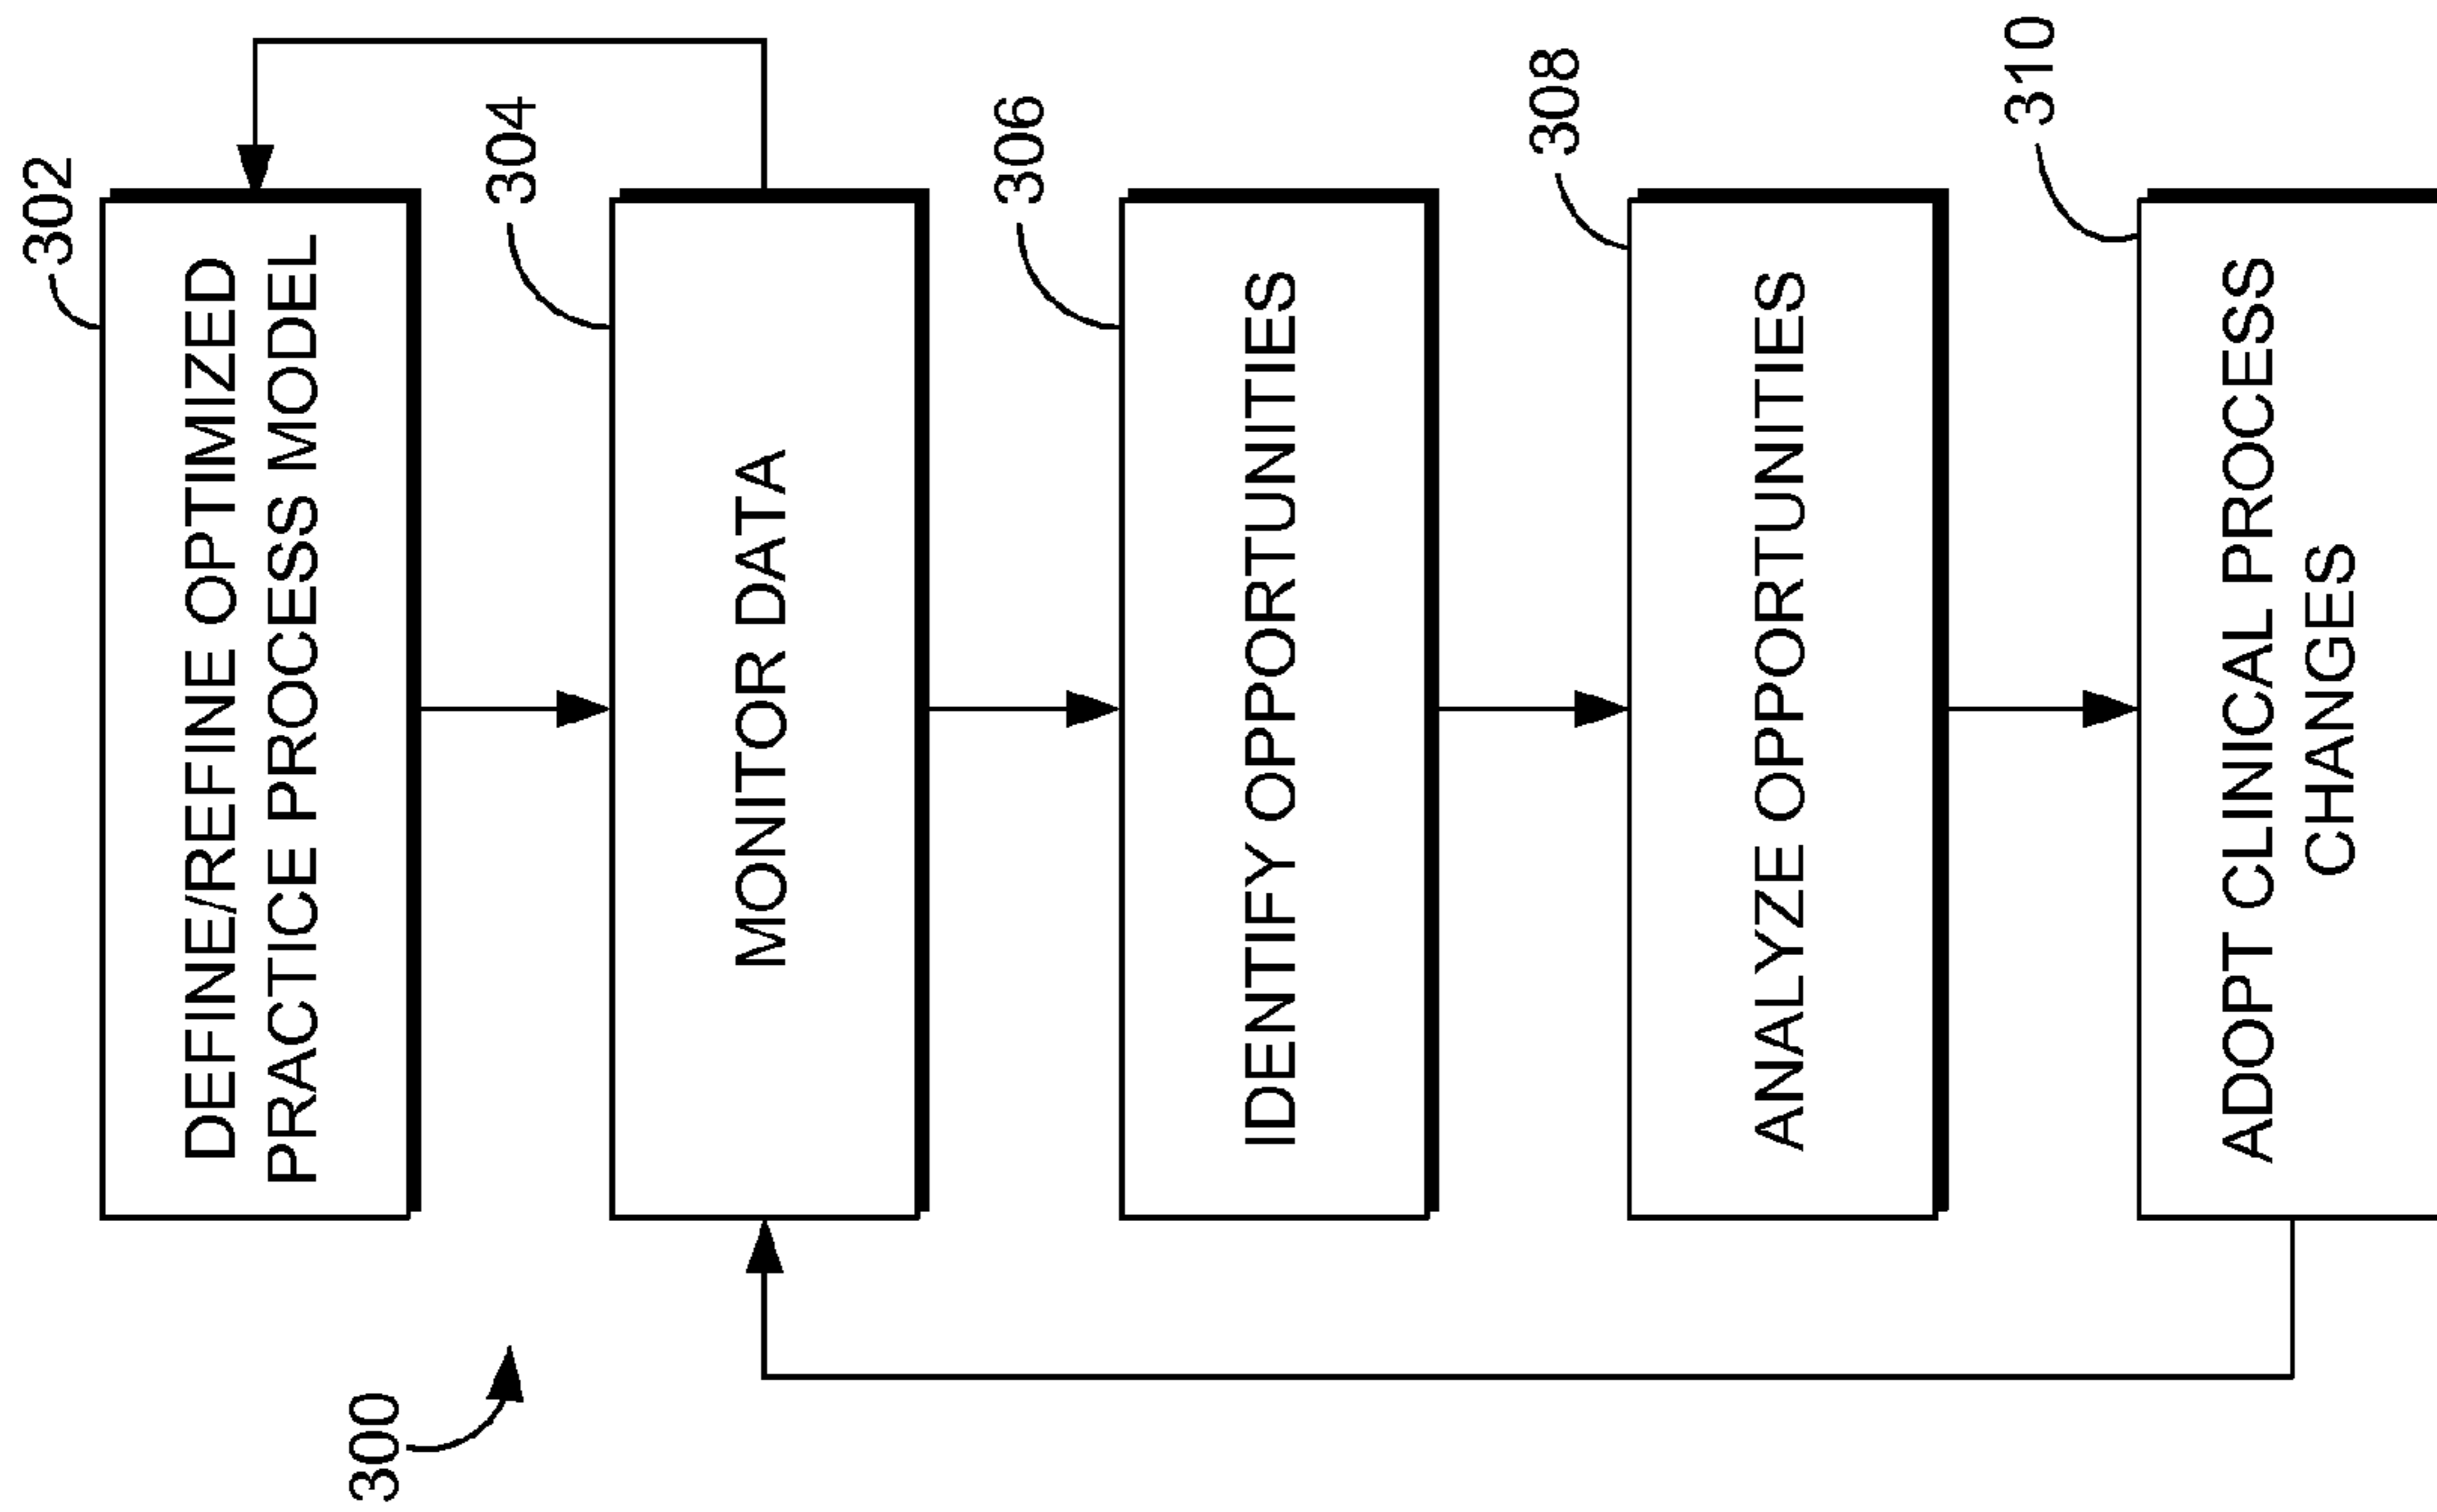 300
302
DEFINE/REFINE OPTIMIZED
PRACTICE PROCESS MODEL
304
MONITOR DATA
306
IDENTIFY OPPORTUNITIES
308
ANALYZE OPPORTUNITIES
310
ADOPT CLINICAL PROCESS
CHANGES